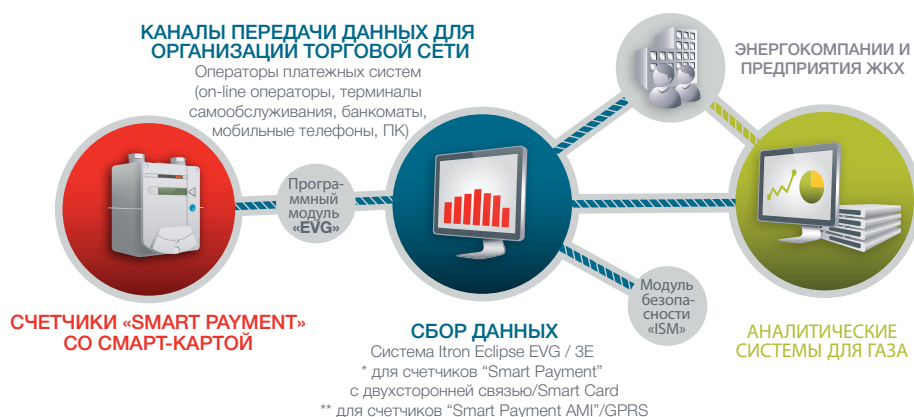 КАНАЛЫ ПЕРЕДАЧИ ДАННЫХ ДЛЯ
ОРГАНИЗАЦИИ ТОРГОВОЙ СЕТИ
Операторы платежных систем
(on-line операторы, терминалы
самообслуживания, банкоматы,
мобильные телефоны, ПК)
ЭНЕРГОКОМПАНИИ И
ПРЕДПРИЯТИЯ ЖКХ
Програ-
ммный
модуль
«EVG»
Модуль
безопа-
сности
«ISM»
СЧЕТЧИКИ «SMART PAYMENT»
СО СМАРТ-КАРТОЙ
СБОР ДАННЫХ
Система Itron Eclipse EVG / 3E
* для счетчиков “Smart Payment”
с двухсторонней связью/Smart Card
** для счетчиков “Smart Payment AMI”/GPRS
АНАЛИТИЧЕСКИЕ
СИСТЕМЫ ДЛЯ ГАЗА